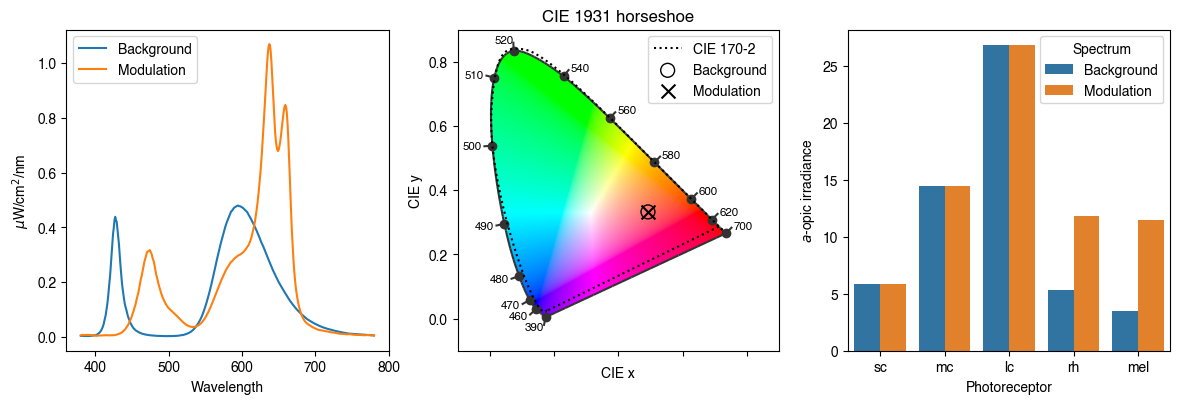 Background
Modulation
1.0
0.8
0.6
0.4
0.2
0.0
400
500
600
700
800
Wavelength
μW/cm²/nm
CIE 1931 horseshoe
CIE 170-2
Background
Modulation
520
540
510
560
500
580
600
620
700
490
480
470
460
390
0.8
0.6
0.4
0.2
0.0
CIE y
CIE x
Spectrum
Background
Modulation
25
20
15
10
5
0
a-opic irradiance
sc
mc
lc
rh
mel
Photoreceptor